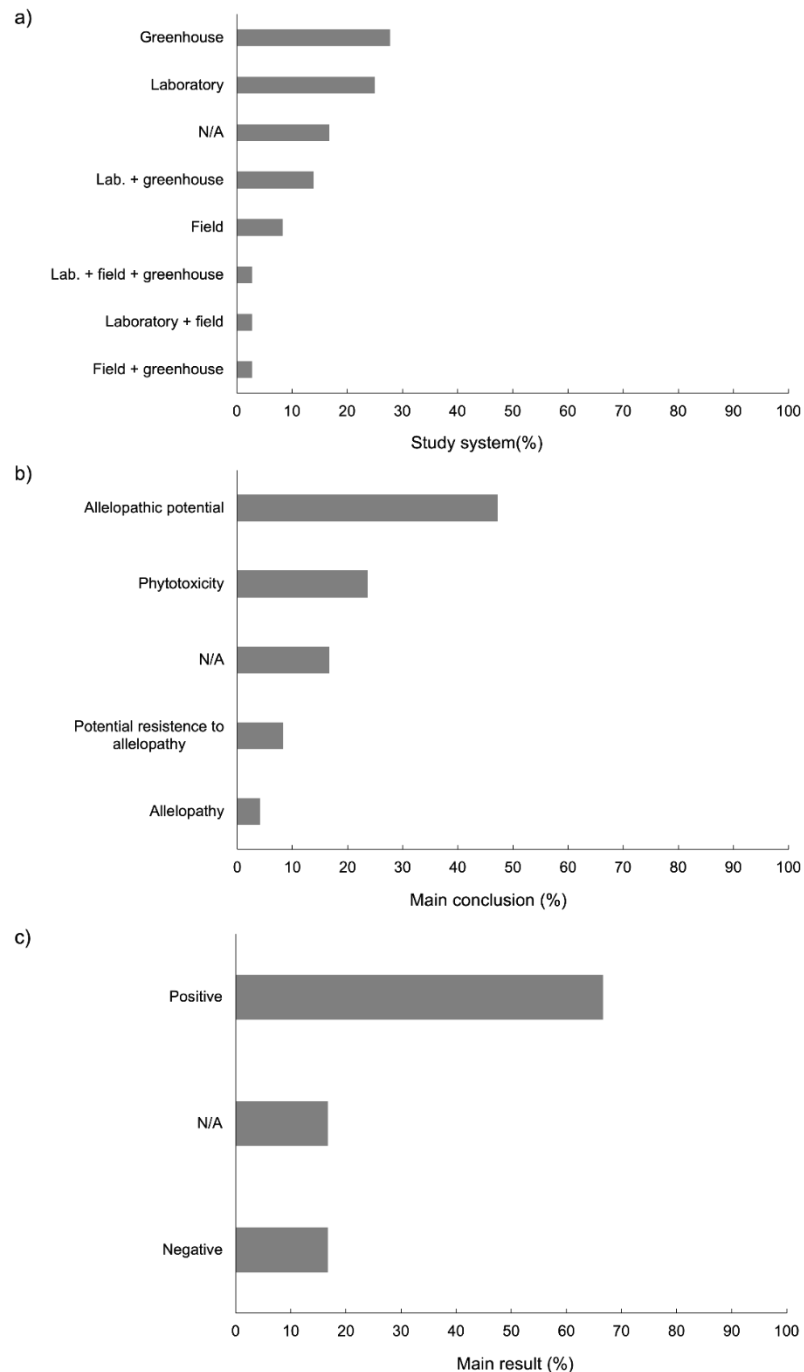 a)
Greenhouse
Laboratory
N/A
Lab. + greenhouse
Field
Lab. + field + greenhouse
Laboratory + field
Field + greenhouse
0 10 20 30 40 50 60 70 80 90 100
Study system(%)
b)
Allelopathic potential
Phytotoxicity
N/A
Potential resistence to
allelopathy
Allelopathy
0 10 20 30 40 50 60 70 80 90 100
Main conclusion (%)
c)
Positive
N/A
Negative
0 10 20 30 40 50 60 70 80 90 100
Main result (%)